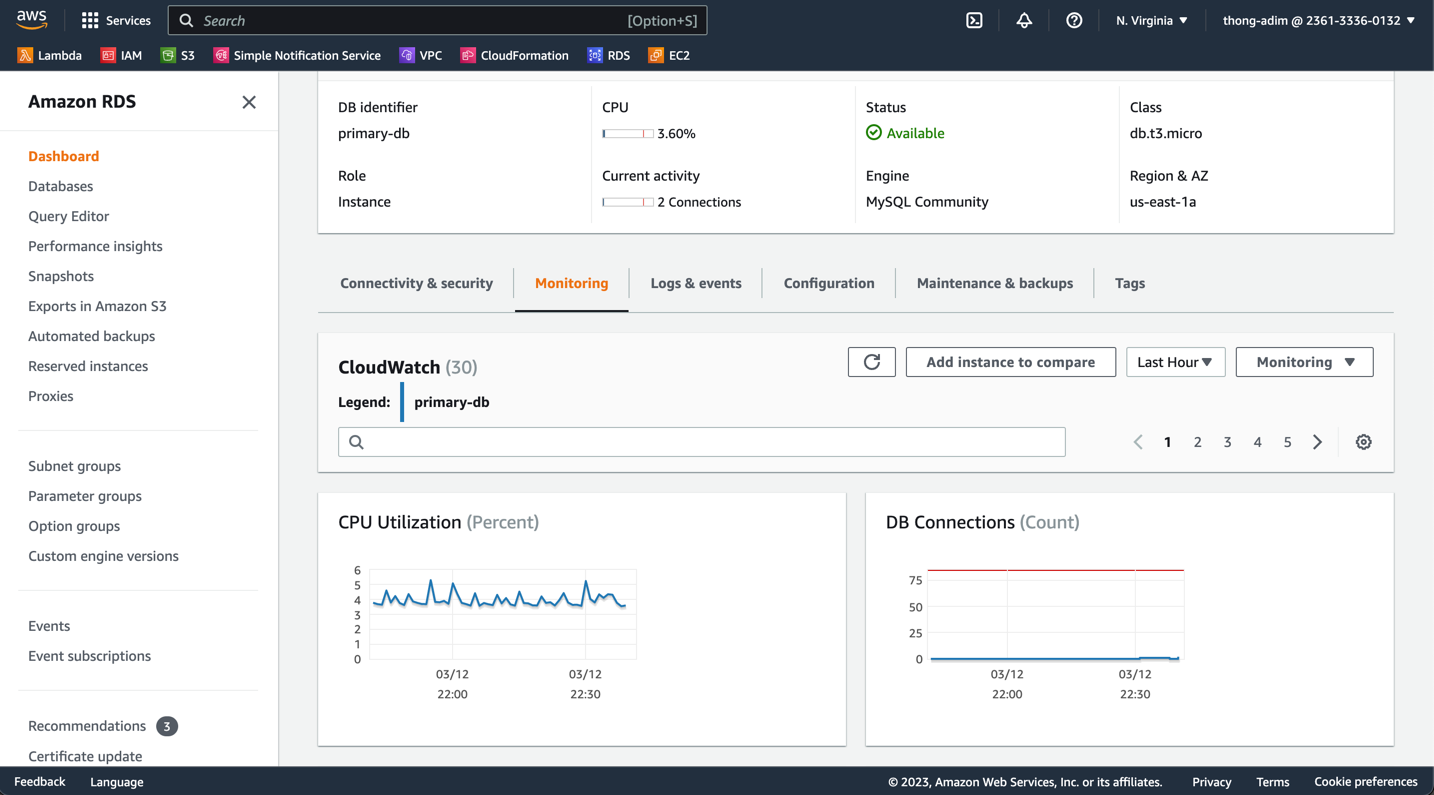 aws
Services
Search [Option+S]
N. Virginia ▼
thong-adim @ 2361-3336-0132 ▼
Lambda IAM S3 Simple Notification Service VPC CloudFormation RDS EC2
Amazon RDS
Dashboard
Databases
Query Editor
Performance insights
Snapshots
Exports in Amazon S3
Automated backups
Reserved instances
Proxies
Subnet groups
Parameter groups
Option groups
Custom engine versions
Events
Event subscriptions
Recommendations 3
Certificate update
DB identifier
primary-db
CPU
3.60%
Status
Available
Class
db.t3.micro
Role
Instance
Current activity
2 Connections
Engine
MySQL Community
Region & AZ
us-east-1a
Connectivity & security
Monitoring
Logs & events
Configuration
Maintenance & backups
Tags
CloudWatch (30)
Add instance to compare
Last Hour ▼
Monitoring ▼
Legend: primary-db
1 2 3 4 5
CPU Utilization (Percent)
6
5
4
3
2
1
0
03/12 03/12
22:00 22:30
DB Connections (Count)
75
50
25
0
03/12 03/12
22:00 22:30
Feedback Language
© 2023, Amazon Web Services, Inc. or its affiliates.
Privacy Terms Cookie preferences